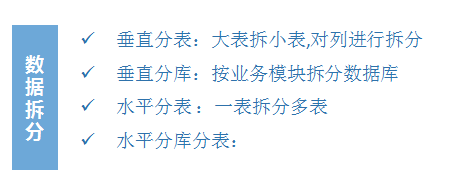 数据拆分
✓ 垂直分表：大表拆小表,对列进行拆分
✓ 垂直分库：按业务模块拆分数据库
✓ 水平分表：一表拆分多表
✓ 水平分库分表：